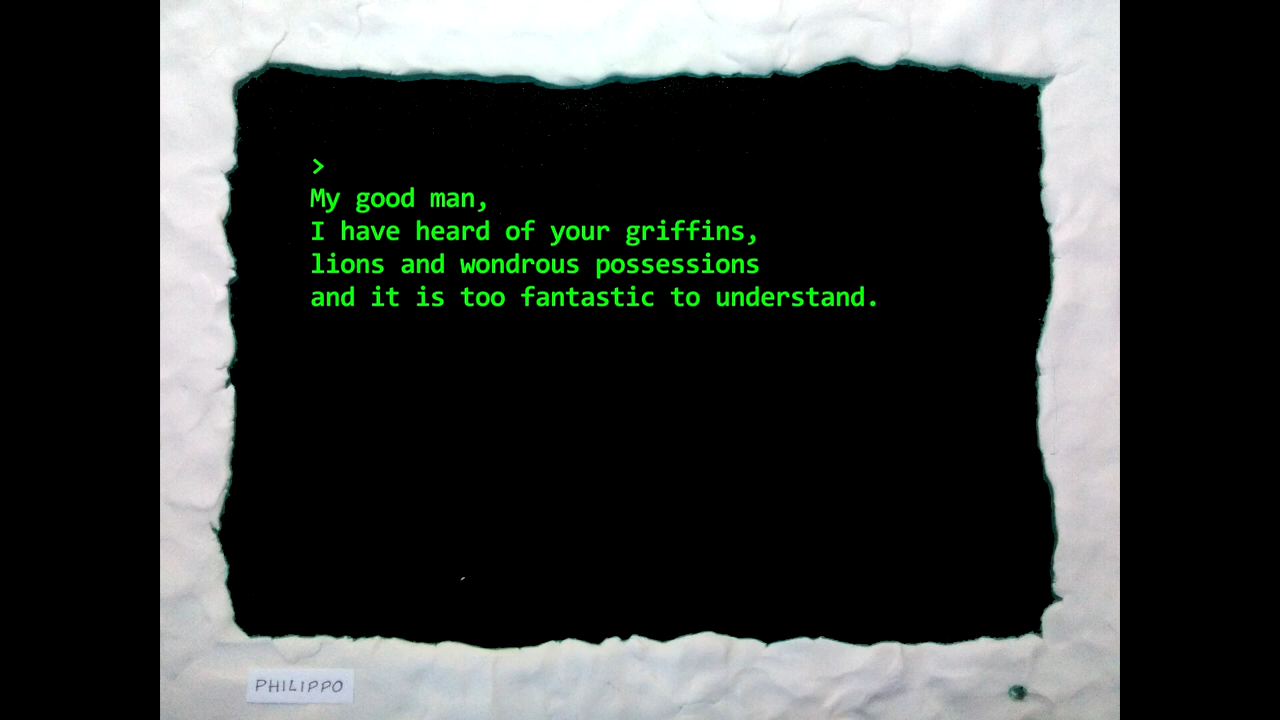 >
My good man,
I have heard of your griffins,
lions and wondrous possessions
and it is too fantastic to understand.
PHILIPPO